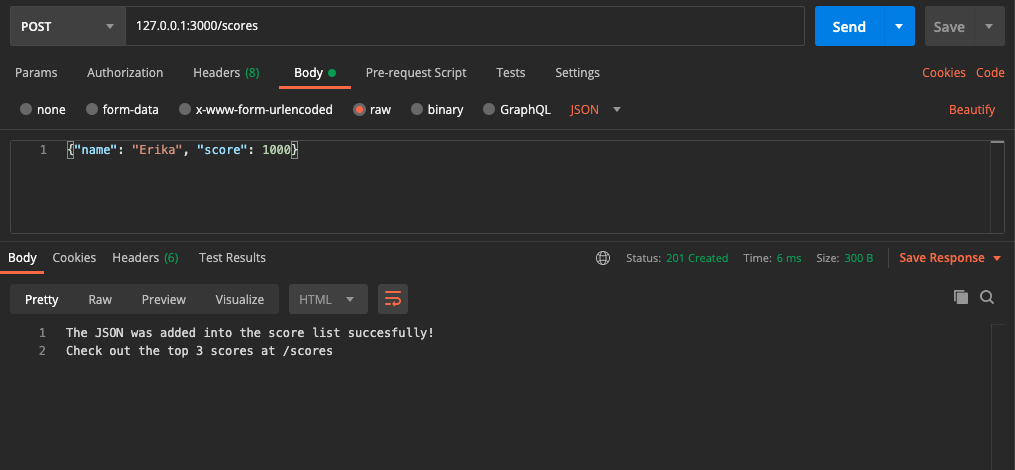 POST 127.0.0.1:3000/scores Send Save
Params Authorization Headers (8) Body Pre-request Script Tests Settings Cookies Code
none form-data x-www-form-urlencoded raw binary GraphQL JSON Beautify
1 {"name": "Erika", "score": 1000}
Body Cookies Headers (6) Test Results Status: 201 Created Time: 6 ms Size: 300 B Save Response
Pretty Raw Preview Visualize HTML
1 The JSON was added into the score list succesfully!
2 Check out the top 3 scores at /scores